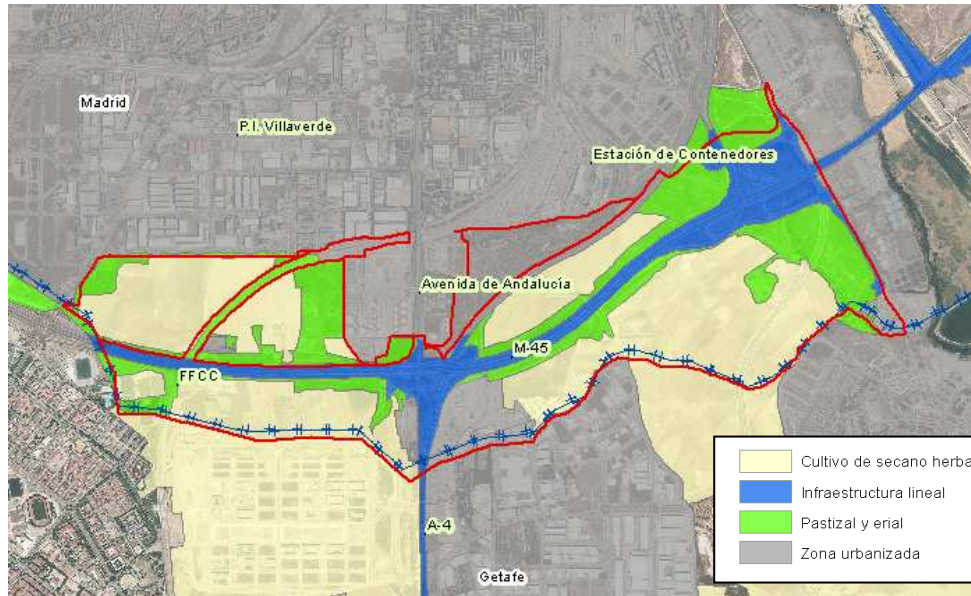 Madrid
P.I. Villaverde
Estación de Contenedores
Avenida de Andalucía
M-45
FFCC
A-4
Getafe
Cultivo de secano herba
Infraestructura lineal
Pastizal y erial
Zona urbanizada